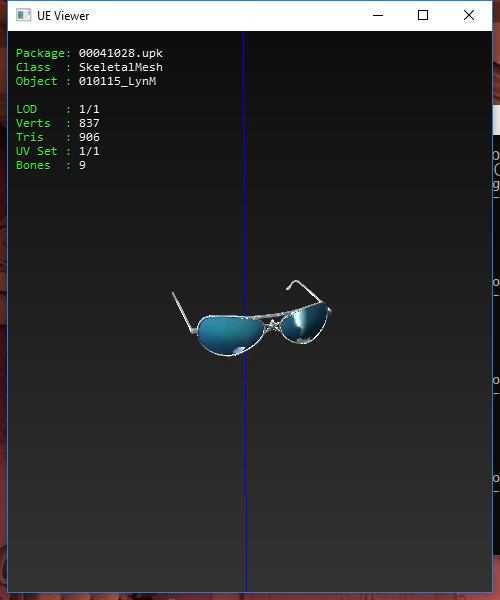 UE Viewer
Package: 00041028.upk
Class : SkeletalMesh
Object : 010115_LynM
LOD : 1/1
Verts : 837
Tris : 906
UV Set : 1/1
Bones : 9